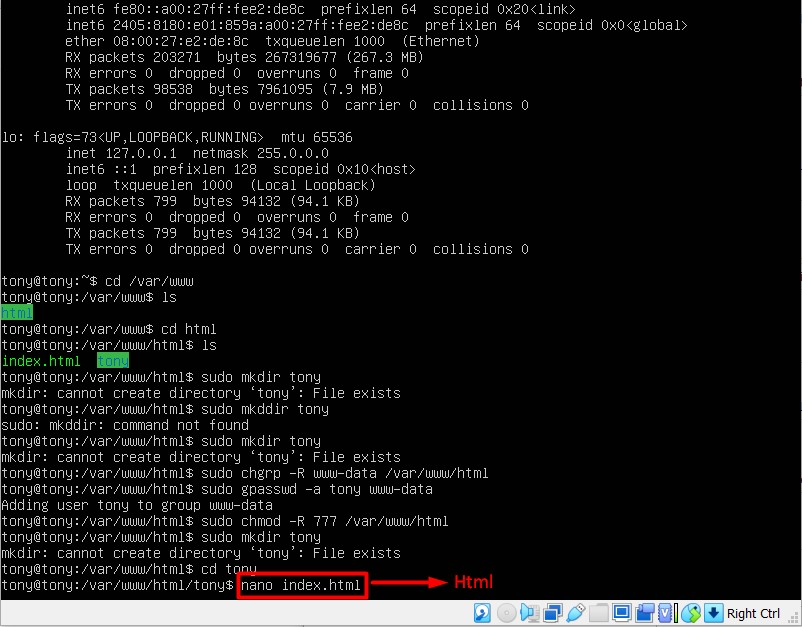 inet6 fe80::a00:27ff:fee2:de8c  prefixlen 64  scopeid 0x20<link>
inet6 2405:8180:e01:859a:a00:27ff:fee2:de8c  prefixlen 64  scopeid 0x0<global>
ether 08:00:27:e2:de:8c  txqueuelen 1000  (Ethernet)
RX packets 203271  bytes 267319677 (267.3 MB)
RX errors 0  dropped 0  overruns 0  frame 0
TX packets 98538  bytes 7961095 (7.9 MB)
TX errors 0  dropped 0 overruns 0  carrier 0  collisions 0
lo: flags=73<UP,LOOPBACK,RUNNING>  mtu 65536
inet 127.0.0.1  netmask 255.0.0.0
inet6 ::1  prefixlen 128  scopeid 0x10<host>
loop  txqueuelen 1000  (Local Loopback)
RX packets 799  bytes 94132 (94.1 KB)
RX errors 0  dropped 0  overruns 0  frame 0
TX packets 799  bytes 94132 (94.1 KB)
TX errors 0  dropped 0 overruns 0  carrier 0  collisions 0
tony@tony:~$ cd /var/www
tony@tony:/var/www$ ls
html
tony@tony:/var/www$ cd html
tony@tony:/var/www/html$ ls
index.html  tony
tony@tony:/var/www/html$ sudo mkdir tony
mkdir: cannot create directory ‘tony’: File exists
tony@tony:/var/www/html$ sudo mkddir tony
sudo: mkddir: command not found
tony@tony:/var/www/html$ sudo mkdir tony
mkdir: cannot create directory ‘tony’: File exists
tony@tony:/var/www/html$ sudo chgrp -R www-data /var/www/html
tony@tony:/var/www/html$ sudo gpasswd -a tony www-data
Adding user tony to group www-data
tony@tony:/var/www/html$ sudo chmod -R 777 /var/www/html
tony@tony:/var/www/html$ sudo mkdir tony
mkdir: cannot create directory ‘tony’: File exists
tony@tony:/var/www/html$ cd tony
tony@tony:/var/www/html/tony$ nano index.html Html
Right Ctrl